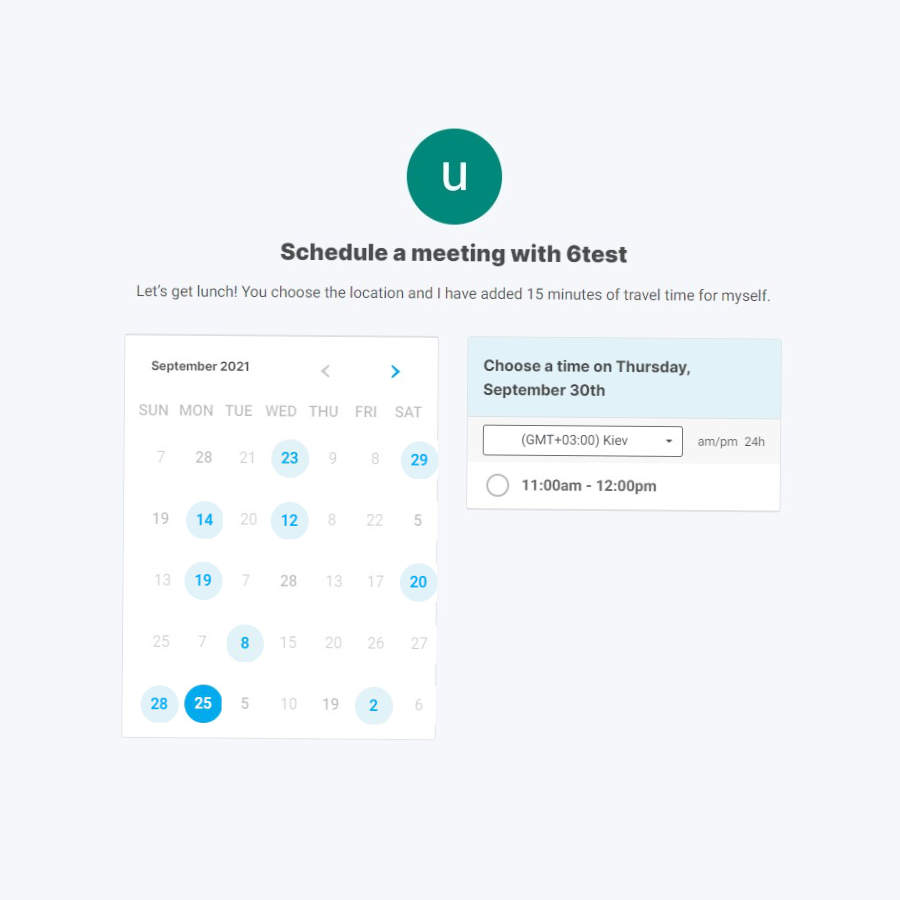 u
Schedule a meeting with 6test
Let's get lunch! You choose the location and I have added 15 minutes of travel time for myself.
September 2021
SUN MON TUE WED THU FRI SAT
7 28 21 23 9 8 29
19 14 20 12 8 22 5
13 19 7 28 13 17 20
25 7 8 15 20 26 27
28 25 5 10 19 2 6
Choose a time on Thursday,
September 30th
(GMT+03:00) Kiev am/pm 24h
11:00am - 12:00pm